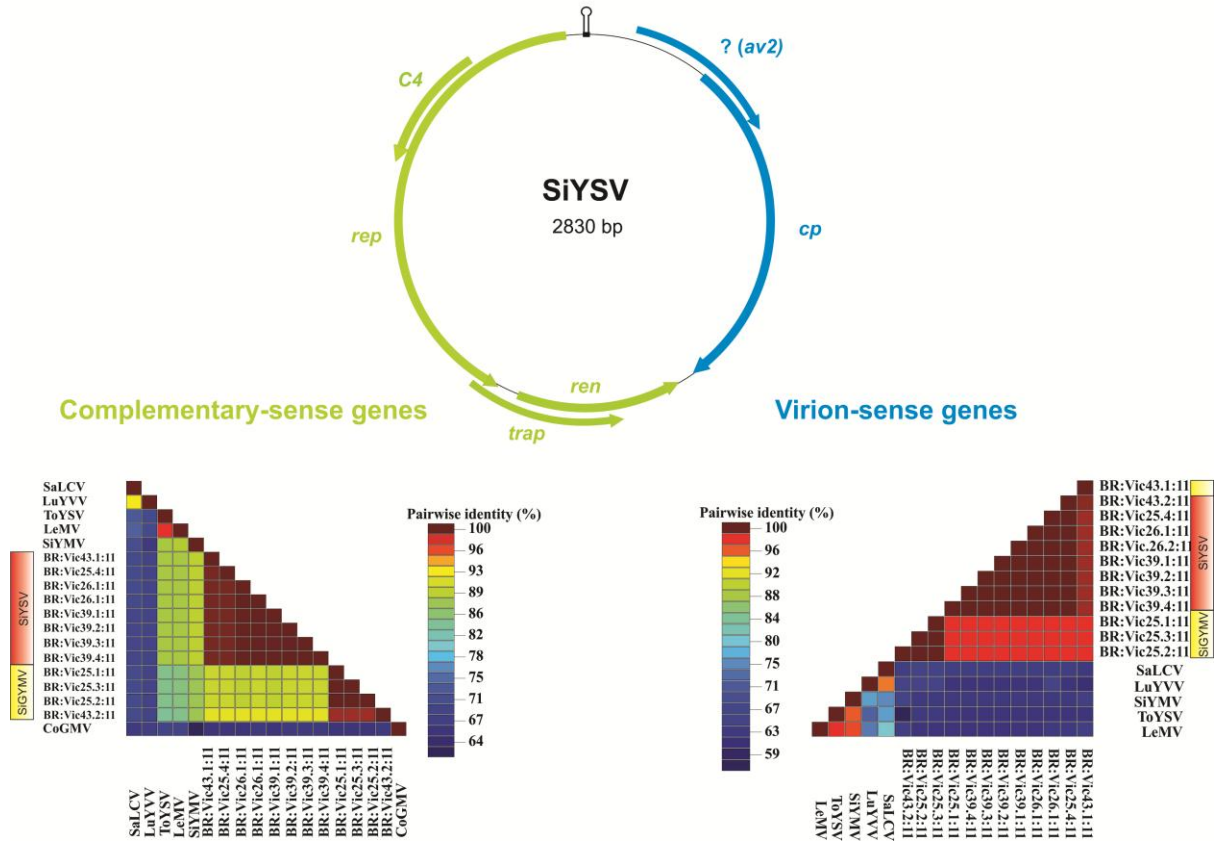 ? (av2)
C4
SiYSV
2830 bp
rep
cp
ren
trap
Complementary-sense genes
Virion-sense genes
SaLCV
LuYVV
ToYSV
LeMV
SiYMV
BR:Vic43.1:11
BR:Vic25.4:11
BR:Vic26.1:11
BR:Vic26.1:11
BR:Vic39.1:11
BR:Vic39.2:11
BR:Vic39.3:11
BR:Vic39.4:11
BR:Vic25.1:11
BR:Vic25.3:11
BR:Vic25.2:11
BR:Vic43.2:11
CoGMV
SiYSV
SiGYMV
SaLCV
LuYVV
ToYSV
LeMV
SiYMV
BR:Vic43.1:11
BR:Vic25.4:11
BR:Vic26.1:11
BR:Vic26.1:11
BR:Vic39.1:11
BR:Vic39.2:11
BR:Vic39.3:11
BR:Vic39.4:11
BR:Vic25.1:11
BR:Vic25.3:11
BR:Vic25.2:11
BR:Vic43.2:11
CoGMV
Pairwise identity (%)
100
96
93
89
86
82
78
75
71
67
64
Pairwise identity (%)
100
96
92
88
84
80
75
71
67
63
59
BR:Vic43.1:11
BR:Vic43.2:11
BR:Vic25.4:11
BR:Vic26.1:11
BR:Vic.26.2:11
BR:Vic39.1:11
BR:Vic39.2:11
BR:Vic39.3:11
BR:Vic39.4:11
BR:Vic25.1:11
BR:Vic25.3:11
BR:Vic25.2:11
SaLCV
LuYVV
SiYMV
ToYSV
LeMV
SiYSV
SiGYMV
LeMV
ToYSV
SiYMV
LuYVV
SaLCV
BR:Vic43.2:11
BR:Vic25.2:11
BR:Vic25.3:11
BR:Vic25.1:11
BR:Vic39.4:11
BR:Vic39.3:11
BR:Vic39.2:11
BR:Vic39.1:11
BR:Vic26.1:11
BR:Vic26.1:11
BR:Vic25.4:11
BR:Vic43.1:11